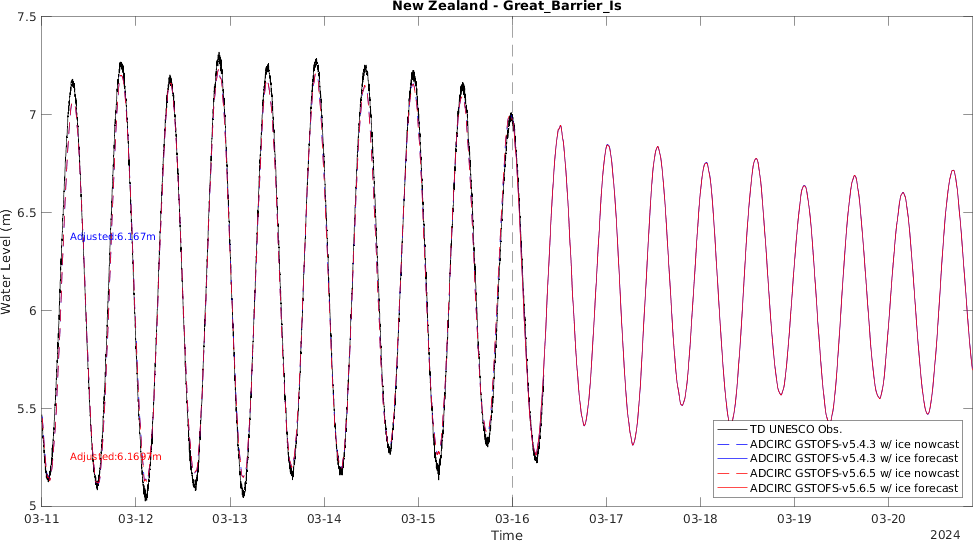 New Zealand - Great_Barrier_Is
7.5
7
6.5
6
5.5
5
Water Level (m)
Adjusted:6.167m
Adjusted:6.1697m
TD UNESCO Obs.
ADCIRC GSTOFS-v5.4.3 w/ ice nowcast
ADCIRC GSTOFS-v5.4.3 w/ ice forecast
ADCIRC GSTOFS-v5.6.5 w/ ice nowcast
ADCIRC GSTOFS-v5.6.5 w/ ice forecast
03-11 03-12 03-13 03-14 03-15 03-16 03-17 03-18 03-19 03-20
Time
2024